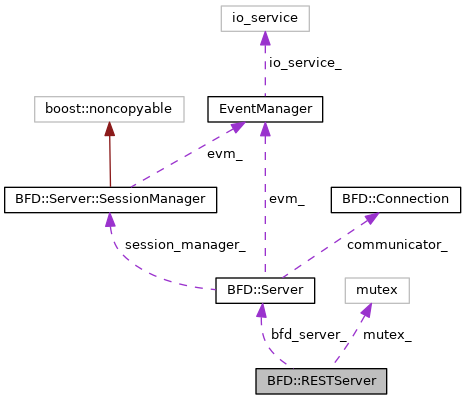 io_service
io_service_
boost::noncopyable
EventManager
evm_
BFD::Server::SessionManager
evm_
BFD::Connection
session_manager_
communicator_
BFD::Server
mutex
bfd_server_
mutex_
BFD::RESTServer